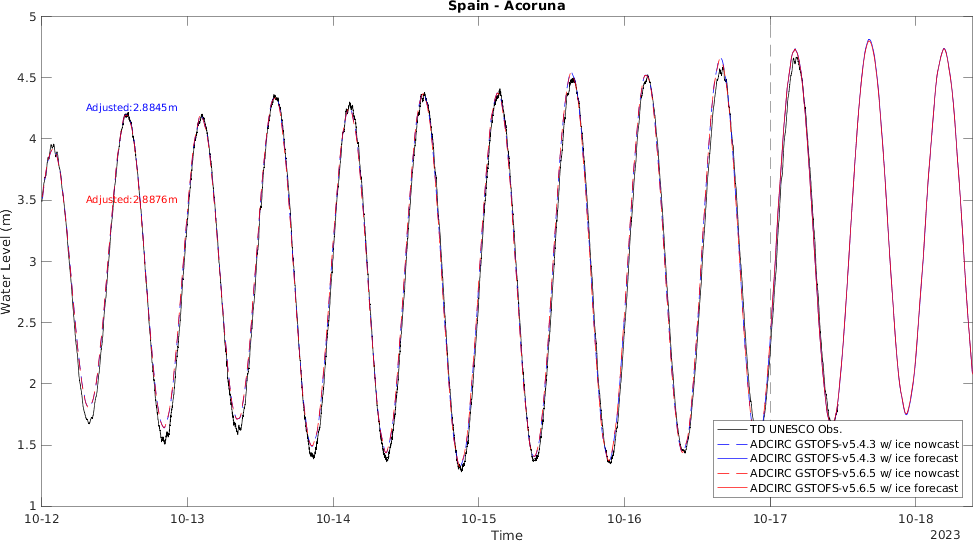 Spain - Acoruna
5
4.5
4
3.5
3
2.5
2
1.5
1
Water Level (m)
Adjusted:2.8845m
Adjusted:2.8876m
TD UNESCO Obs.
ADCIRC GSTOFS-v5.4.3 w/ ice nowcast
ADCIRC GSTOFS-v5.4.3 w/ ice forecast
ADCIRC GSTOFS-v5.6.5 w/ ice nowcast
ADCIRC GSTOFS-v5.6.5 w/ ice forecast
10-12 10-13 10-14 10-15 10-16 10-17 10-18
Time
2023